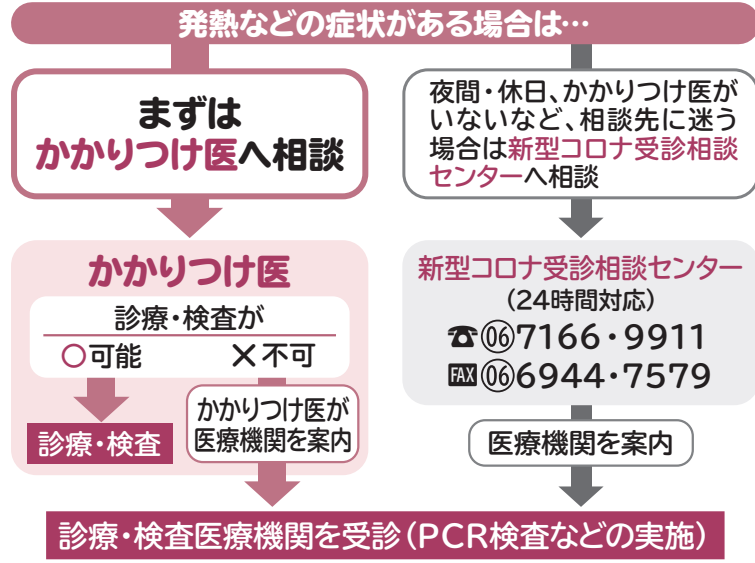 発熱などの症状がある場合は…
まずは
かかりつけ医へ相談
かかりつけ医
診療・検査が
○可能
×不可
診療・検査
かかりつけ医が
医療機関を案内
夜間・休日、かかりつけ医が
いないなど、相談先に迷う
場合は新型コロナ受診相談
センターへ相談
新型コロナ受診相談センター
(24時間対応)
☎(06)7166・9911
FAX(06)6944・7579
医療機関を案内
診療・検査医療機関を受診(PCR検査などの実施)